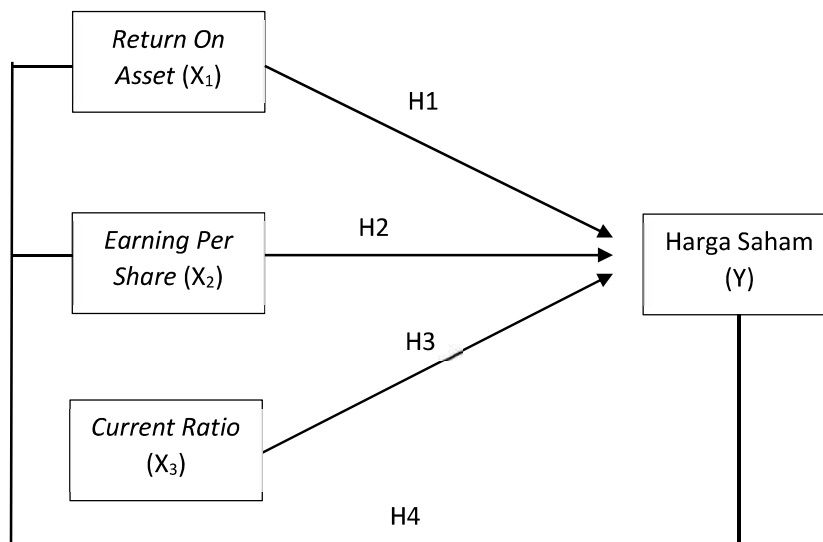 Return On
Asset (X₁)
H1
Earning Per
Share (X₂)
H2
Harga Saham
(Y)
H3
Current Ratio
(X₃)
H4